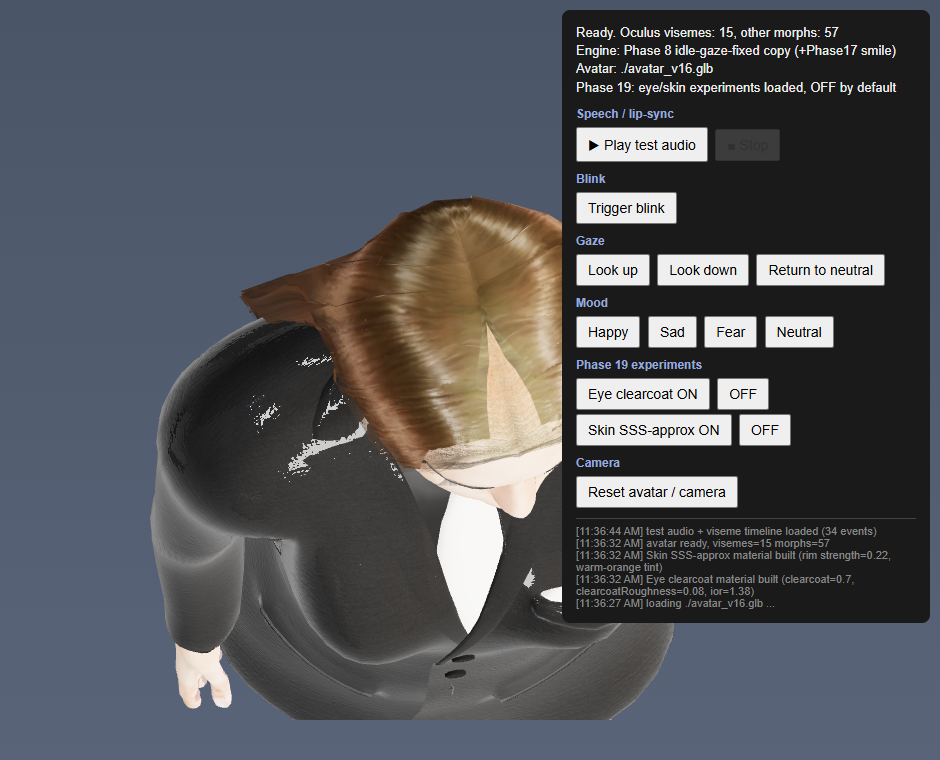 Ready. Oculus visemes: 15, other morphs: 57
Engine: Phase 8 idle-gaze-fixed copy (+Phase17 smile)
Avatar: ./avatar_v16.glb
Phase 19: eye/skin experiments loaded, OFF by default
Speech / lip-sync
▶ Play test audio
■ Stop
Blink
Trigger blink
Gaze
Look up
Look down
Return to neutral
Mood
Happy
Sad
Fear
Neutral
Phase 19 experiments
Eye clearcoat ON
OFF
Skin SSS-approx ON
OFF
Camera
Reset avatar / camera
[11:36:44 AM] test audio + viseme timeline loaded (34 events)
[11:36:32 AM] avatar ready, visemes=15 morphs=57
[11:36:32 AM] Skin SSS-approx material built (rim strength=0.22,
warm-orange tint)
[11:36:32 AM] Eye clearcoat material built (clearcoat=0.7,
clearcoatRoughness=0.08, ior=1.38)
[11:36:27 AM] loading ./avatar_v16.glb ...